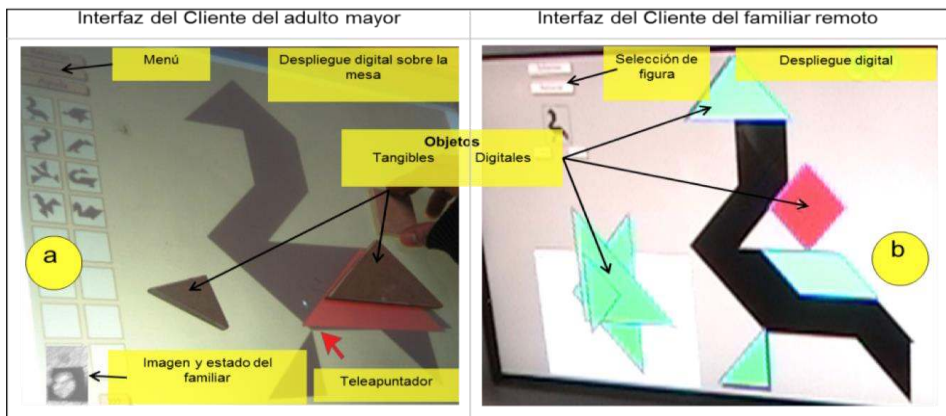 Interfaz del Cliente del adulto mayor
Interfaz del Cliente del familiar remoto
Menú
Despliegue digital sobre la
mesa
Selección de
figura
Despliegue digital
Objetos
Tangibles
Digitales
a
b
Imagen y estado del
familiar
Teleapuntador